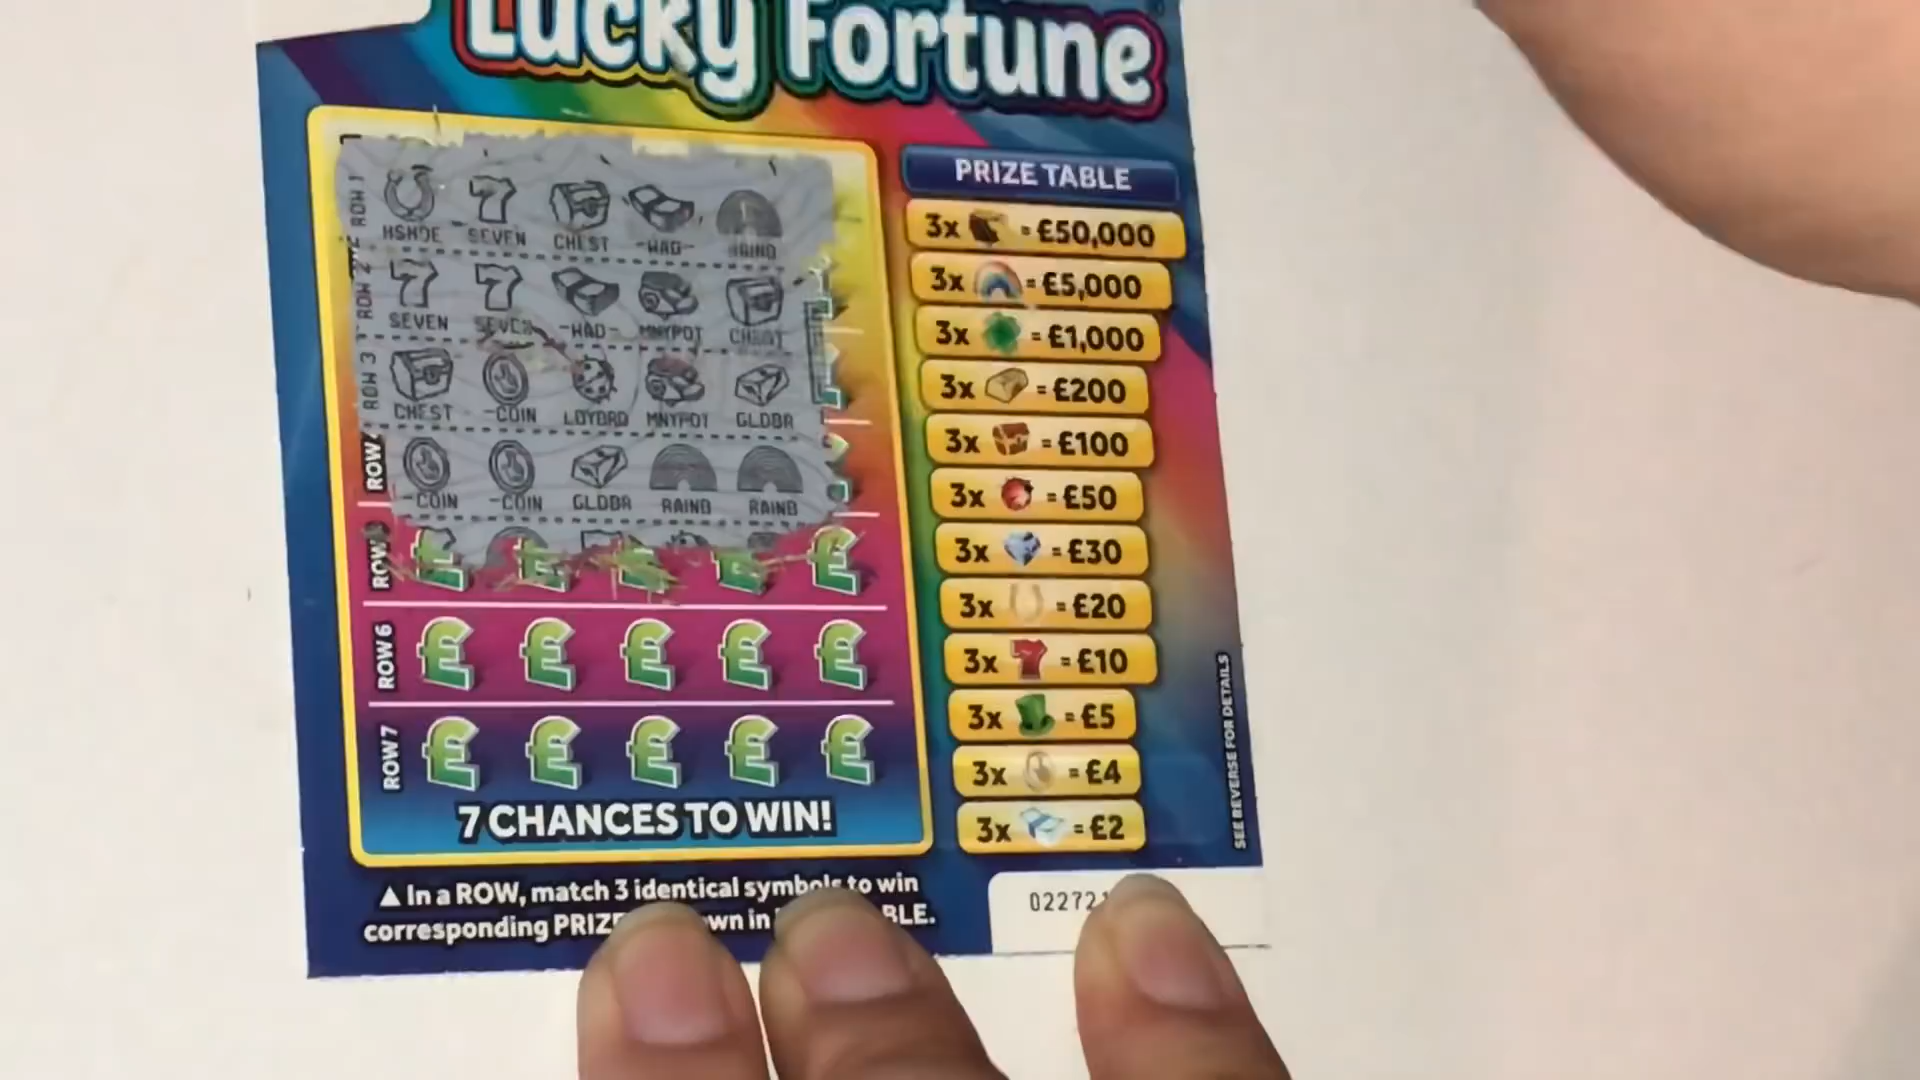 Lucky Fortune
ROW 1
HSHOE SEVEN CHEST -WAD- RAINB
ROW 2
SEVEN SEVEN -WAD- MNYPOT CHEST
ROW 3
CHEST -COIN LDYBRD MNYPOT GLDBR
ROW 4
-COIN -COIN GLDBR RAINB RAINB
ROW
£ £ £ £ £
ROW 6
£ £ £ £ £
ROW 7
£ £ £ £ £
7 CHANCES TO WIN!
▲ In a ROW, match 3 identical symbols to win
corresponding
PRIZE TABLE
3x = £50,000
3x = £5,000
3x = £1,000
3x = £200
3x = £100
3x = £50
3x = £30
3x = £20
3x 7 = £10
3x = £5
3x = £4
3x = £2
SEE REVERSE FOR DETAILS
02272